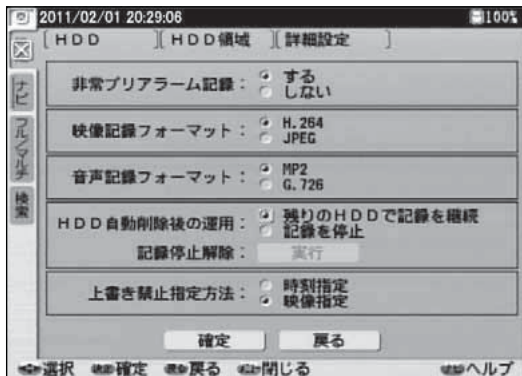 2011/02/01 20:29:06 100%
HDD HDD領域 詳細設定
ナビ
フル/マルチ
検索
非常プリアラーム記録： する
しない
映像記録フォーマット： H.264
JPEG
音声記録フォーマット： MP2
G.726
HDD自動削除後の運用： 残りのHDDで記録を継続
記録を停止
記録停止解除： 実行
上書き禁止指定方法： 時刻指定
映像指定
確定 戻る
選択 確定 戻る 閉じる ヘルプ